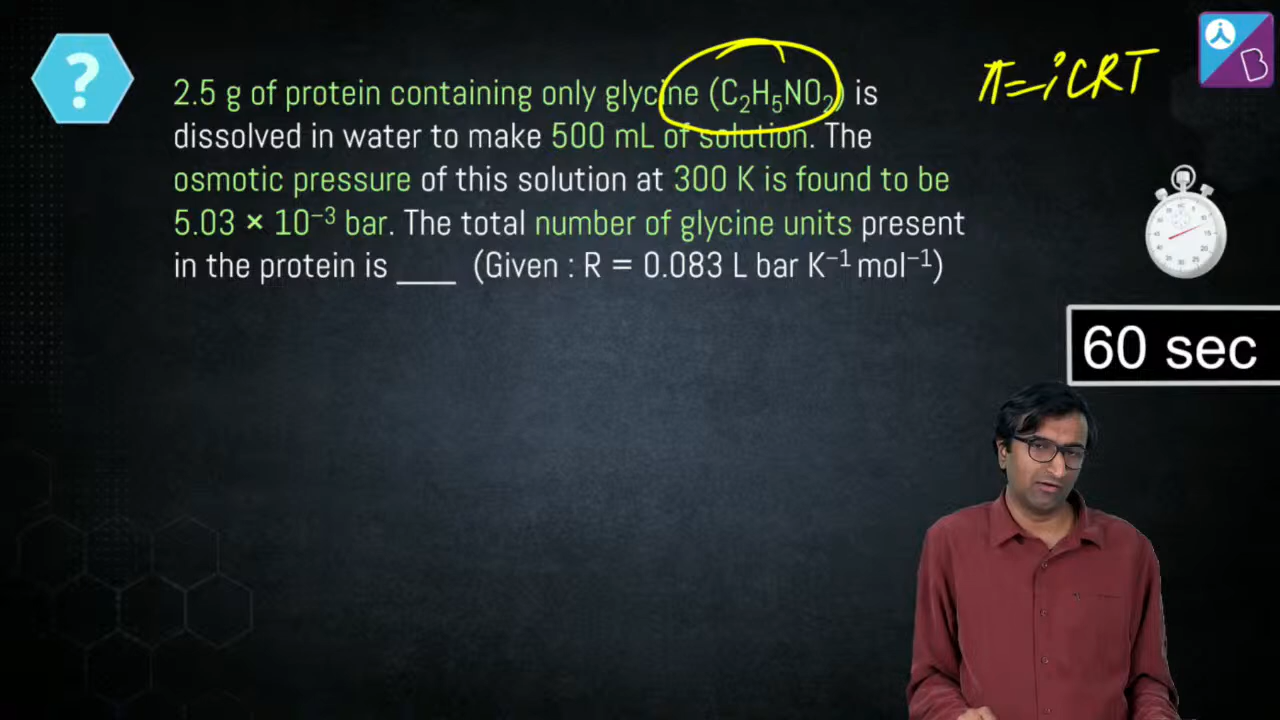 ?
2.5 g of protein containing only glycine (C₂H₅NO₂) is
dissolved in water to make 500 mL of solution. The
osmotic pressure of this solution at 300 K is found to be
5.03 × 10⁻³ bar. The total number of glycine units present
in the protein is ____ (Given : R = 0.083 L bar K⁻¹ mol⁻¹)
π = iCRT
B
60 sec